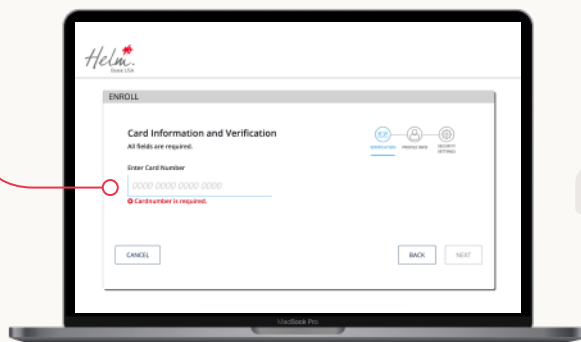 Helm.
Bank USA
ENROLL
Card Information and Verification
All fields are required.
VERIFICATION
PROFILE INFO
SECURITY
SETTINGS
Enter Card Number
0000 0000 0000 0000
Cardnumber is required.
CANCEL
BACK
NEXT
MacBook Pro